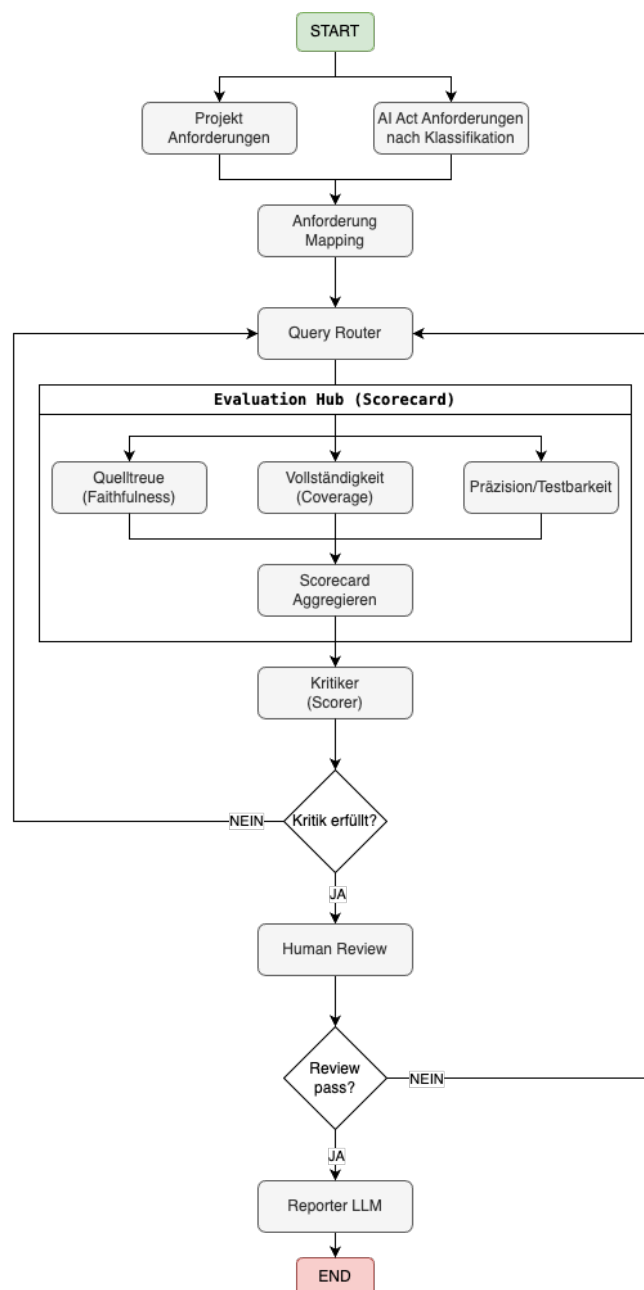 START
Projekt
Anforderungen
AI Act Anforderungen
nach Klassifikation
Anforderung
Mapping
Query Router
Evaluation Hub (Scorecard)
Quelltreue
(Faithfulness)
Vollständigkeit
(Coverage)
Präzision/Testbarkeit
Scorecard
Aggregieren
Kritiker
(Scorer)
NEIN
Kritik erfüllt?
JA
Human Review
Review
pass?
NEIN
JA
Reporter LLM
END